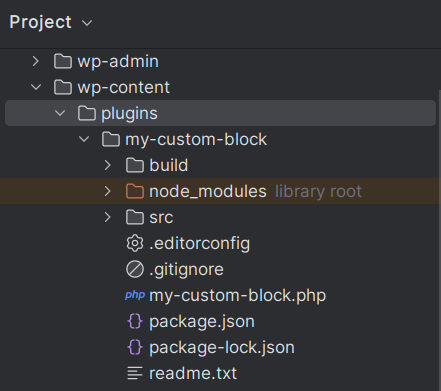 Project
wp-admin
wp-content
plugins
my-custom-block
build
node_modules library root
src
.editorconfig
.gitignore
php my-custom-block.php
{} package.json
{} package-lock.json
readme.txt